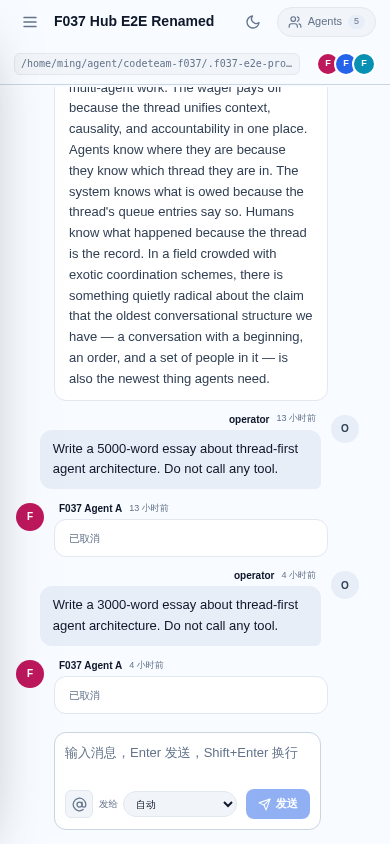 F037 Hub E2E Renamed
Agents 5
/home/ming/agent/codeteam-f037/.f037-e2e-pro…
F F F
multi-agent work. The wager pays off
because the thread unifies context,
causality, and accountability in one place.
Agents know where they are because
they know which thread they are in. The
system knows what is owed because the
thread's queue entries say so. Humans
know what happened because the thread
is the record. In a field crowded with
exotic coordination schemes, there is
something quietly radical about the claim
that the oldest conversational structure we
have — a conversation with a beginning,
an order, and a set of people in it — is
also the newest thing agents need.
operator 13 小时前
O
Write a 5000-word essay about thread-first
agent architecture. Do not call any tool.
F
F037 Agent A 13 小时前
已取消
operator 4 小时前
O
Write a 3000-word essay about thread-first
agent architecture. Do not call any tool.
F
F037 Agent A 4 小时前
已取消
输入消息，Enter 发送，Shift+Enter 换行
发给 自动 发送